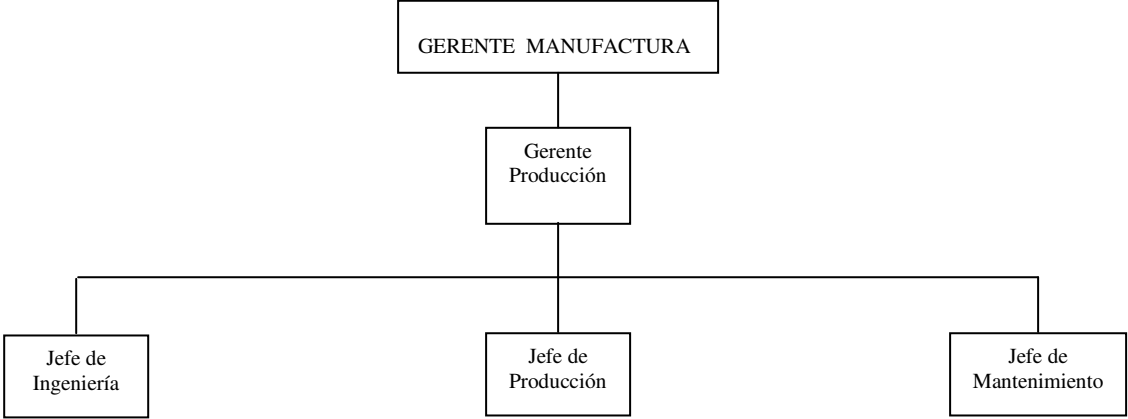 GERENTE MANUFACTURA
Gerente
Producción
Jefe de
Ingeniería
Jefe de
Producción
Jefe de
Mantenimiento